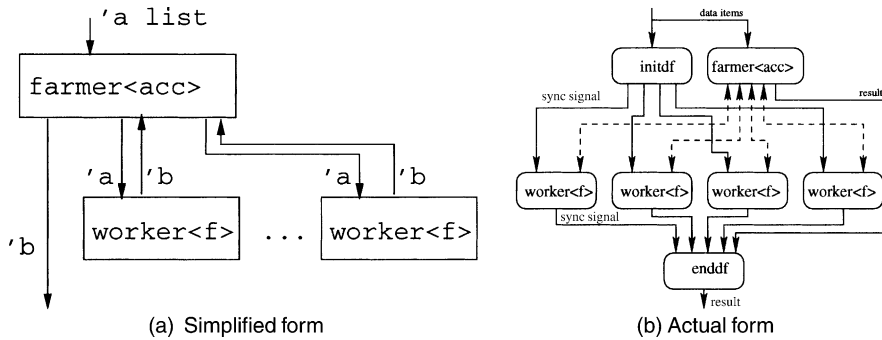 'a list
farmer<acc>
'a
'b
'a
'b
worker<f>
...
worker<f>
'b
(a) Simplified form
data items
initdf
farmer<acc>
result
sync signal
worker<f>
worker<f>
worker<f>
worker<f>
sync signal
enddf
result
(b) Actual form